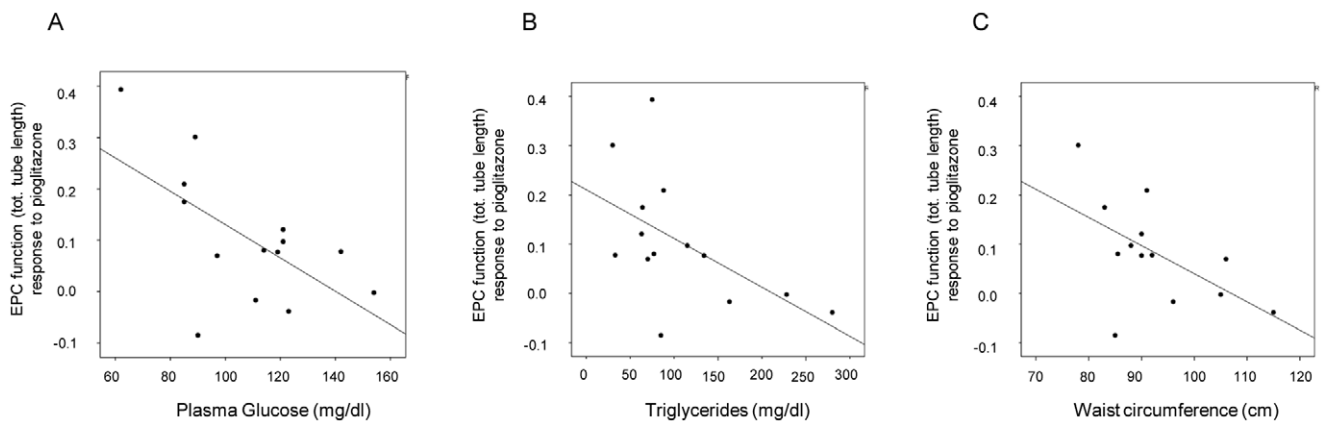 A
EPC function (tot. tube length)
response to pioglitazone
0.4
0.3
0.2
0.1
0.0
-0.1
60 80 100 120 140 160
Plasma Glucose (mg/dl)
B
EPC function (tot. tube length)
response to pioglitazone
0.4
0.3
0.2
0.1
0.0
-0.1
0 50 100 150 200 250 300
Triglycerides (mg/dl)
C
EPC function (tot. tube length)
response to pioglitazone
0.4
0.3
0.2
0.1
0.0
-0.1
70 80 90 100 110 120
Waist circumference (cm)